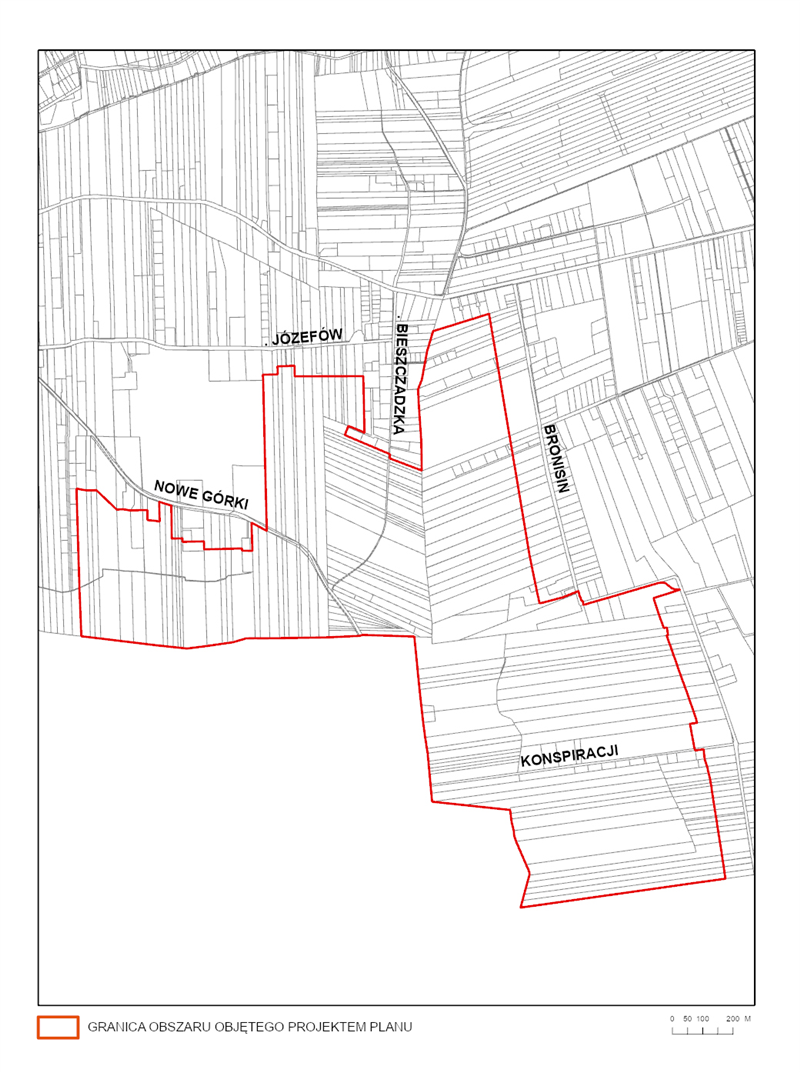 . JÓZEFÓW
. BIESZCZADZKA
BRONISIN
NOWE GÓRKI
KONSPIRACJI
GRANICA OBSZARU OBJĘTEGO PROJEKTEM PLANU
0 50 100 200 M